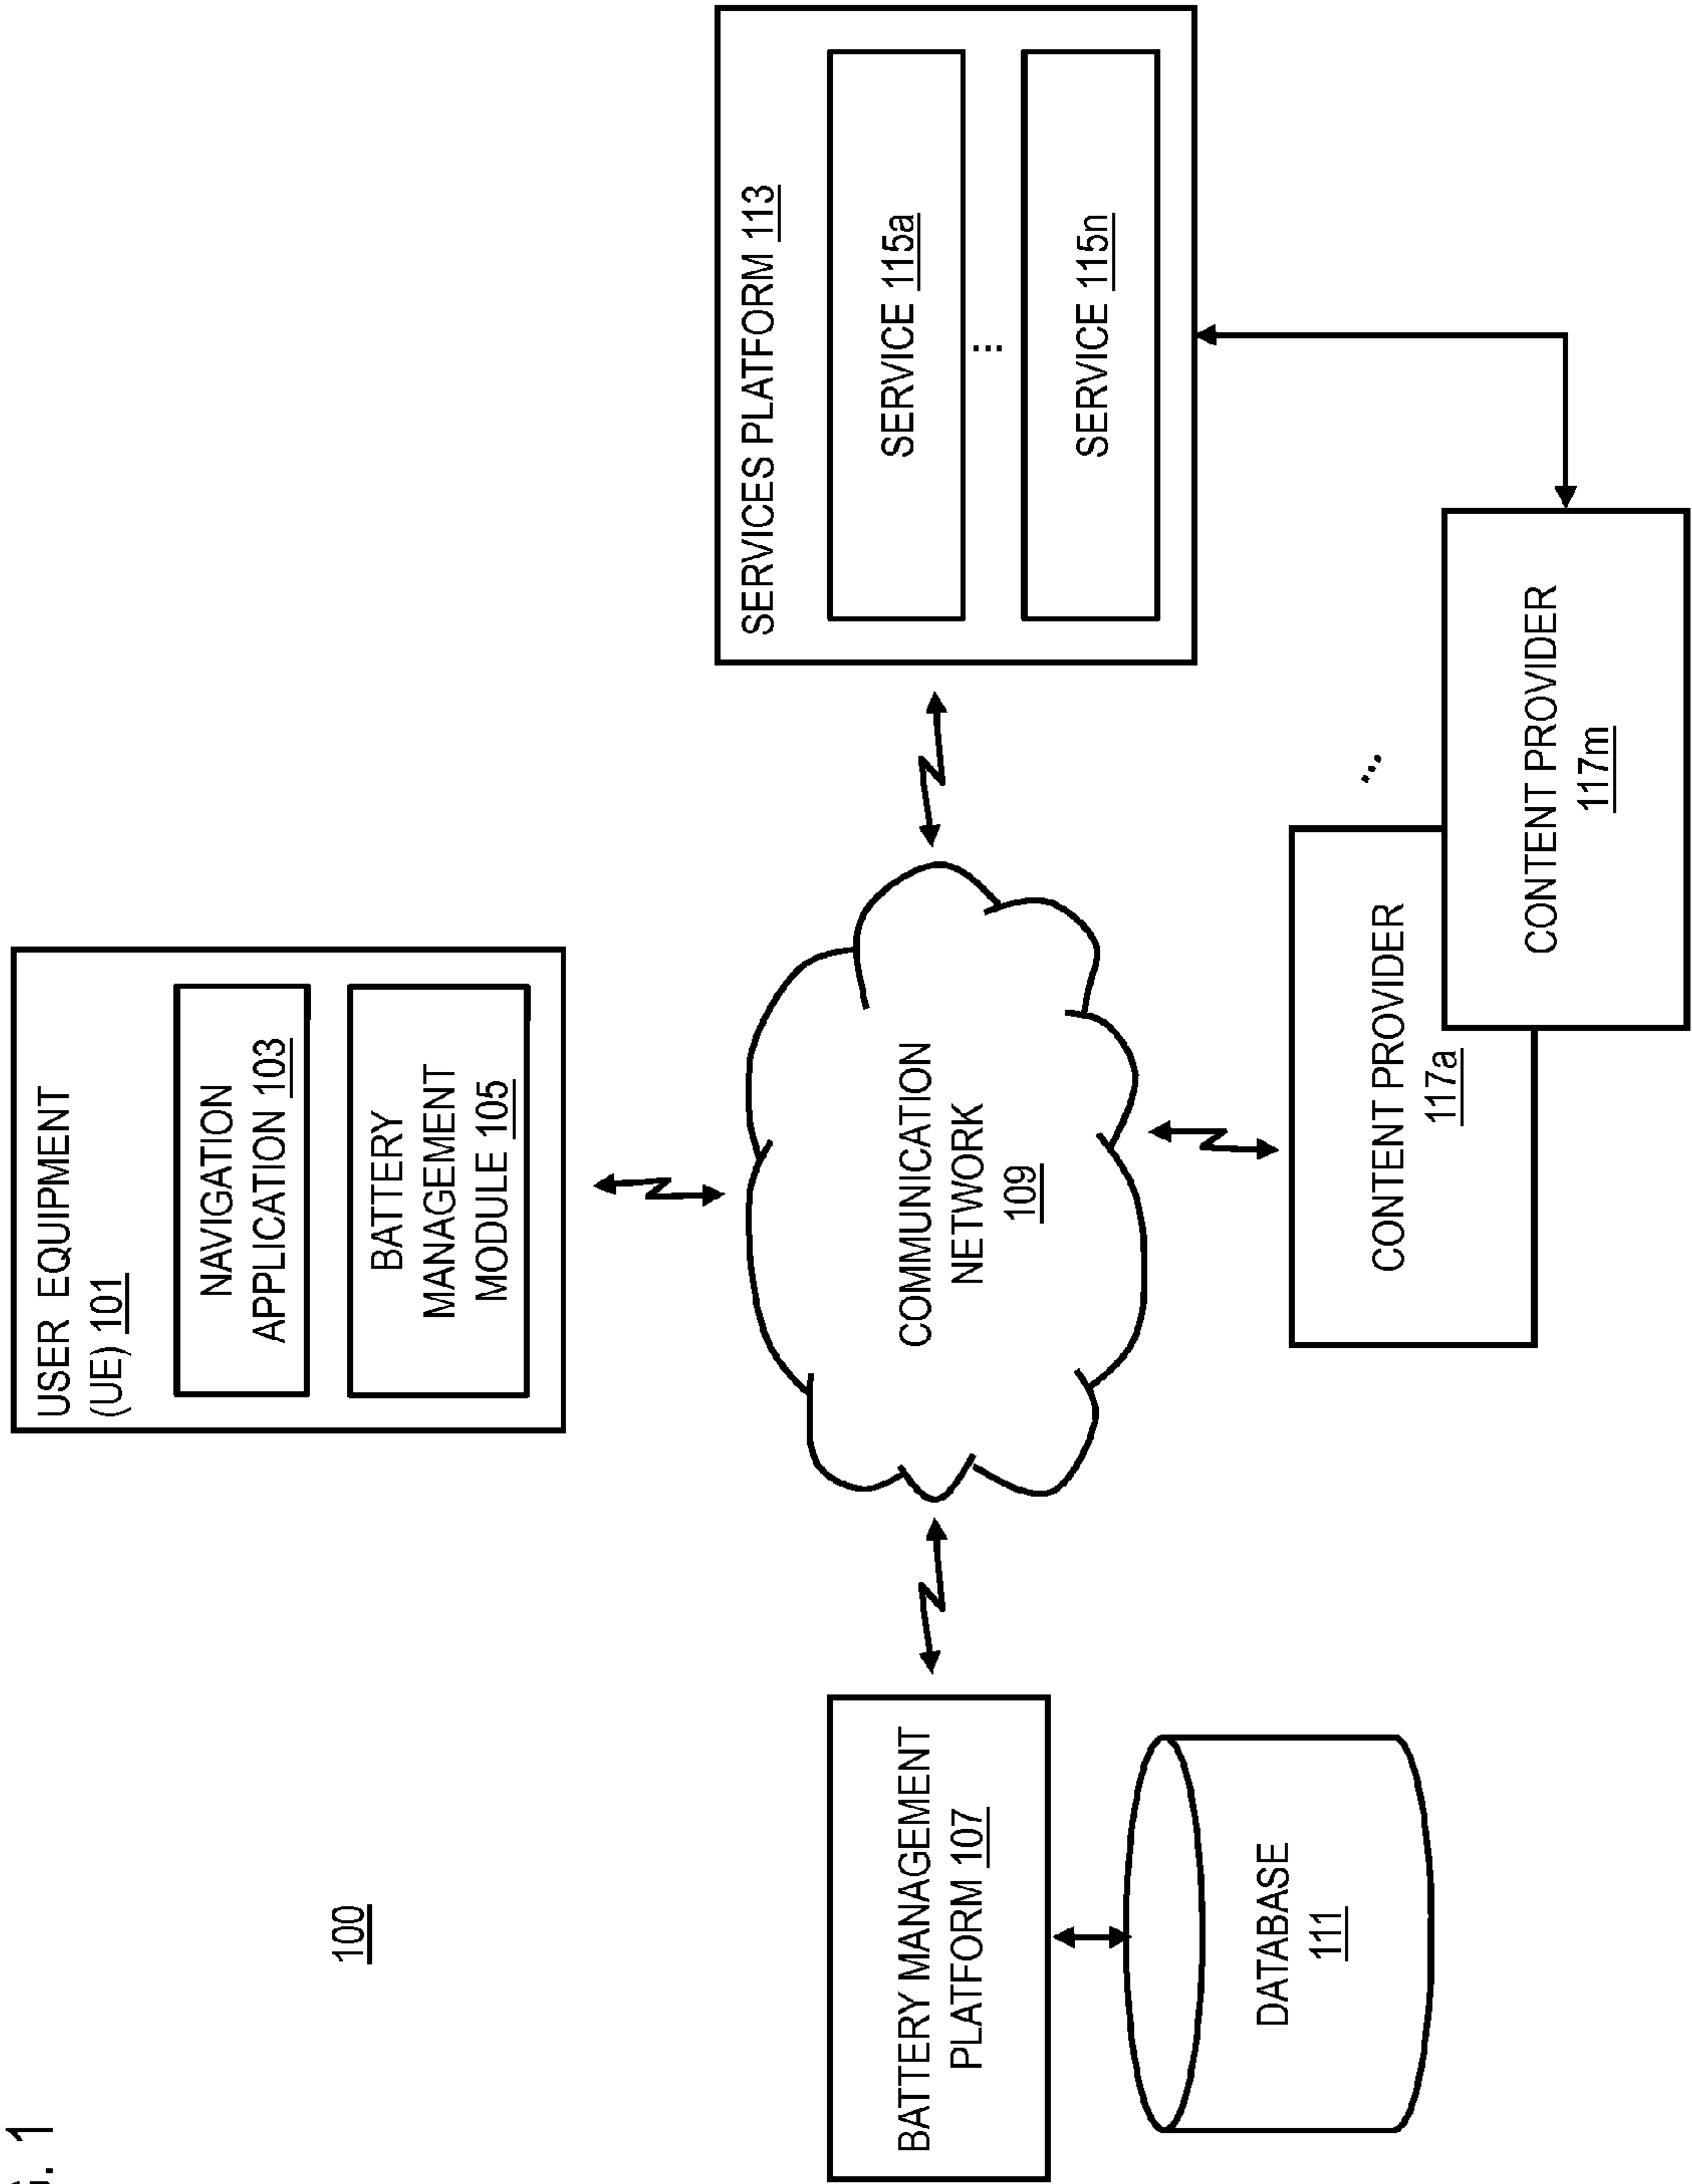 100
USER EQUIPMENT
(UE) 101
NAVIGATION
APPLICATION 103
BATTERY
MANAGEMENT
MODULE 105
BATTERY MANAGEMENT
PLATFORM 107
DATABASE
111
COMMUNICATION
NETWORK
109
SERVICES PLATFORM 113
SERVICE 115a
...
SERVICE 115n
CONTENT PROVIDER
117a
...
CONTENT PROVIDER
117m
. 1